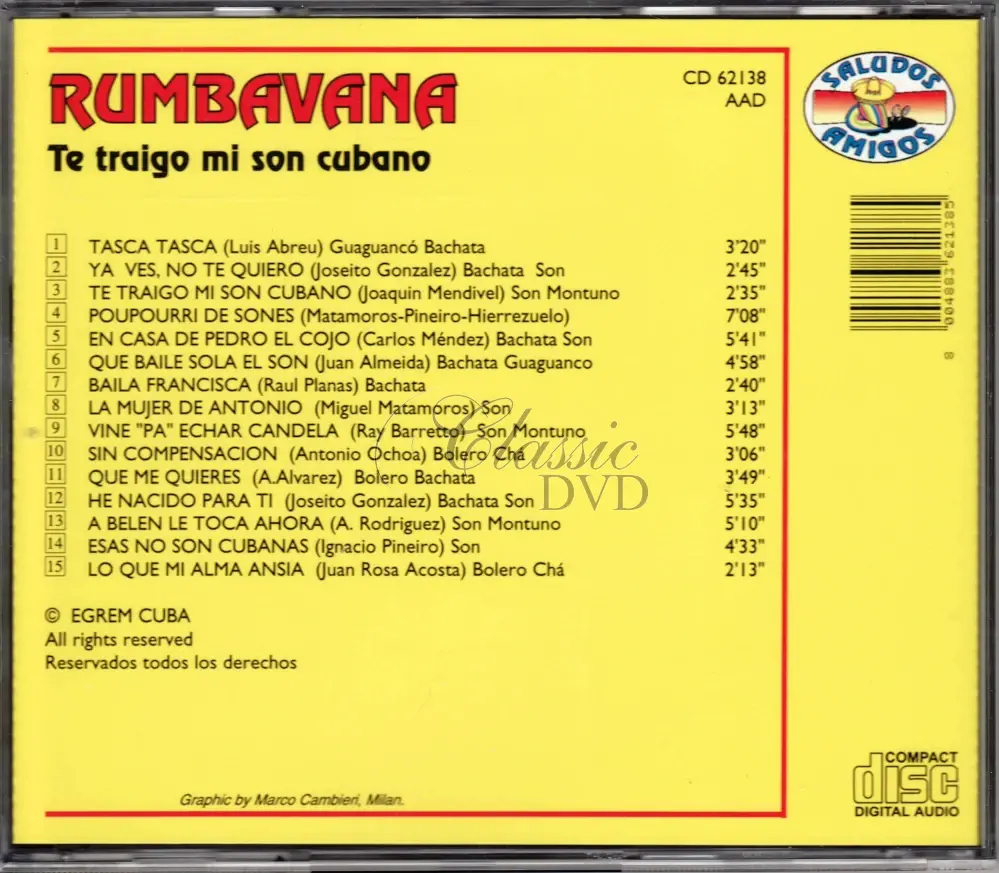 RUMBAVANA
Te traigo mi son cubano
CD 62138
AAD
SALUDOS
AMIGOS
1 TASCA TASCA (Luis Abreu) Guaguancó Bachata 3'20"
2 YA VES, NO TE QUIERO (Joseito Gonzalez) Bachata Son 2'45"
3 TE TRAIGO MI SON CUBANO (Joaquin Mendivel) Son Montuno 2'35"
4 POUPOURRI DE SONES (Matamoros-Pineiro-Hierrezuelo) 7'08"
5 EN CASA DE PEDRO EL COJO (Carlos Méndez) Bachata Son 5'41"
6 QUE BAILE SOLA EL SON (Juan Almeida) Bachata Guaguanco 4'58"
7 BAILA FRANCISCA (Raul Planas) Bachata 2'40"
8 LA MUJER DE ANTONIO (Miguel Matamoros) Son 3'13"
9 VINE "PA" ECHAR CANDELA (Ray Barretto) Son Montuno 5'48"
10 SIN COMPENSACION (Antonio Ochoa) Bolero Chá 3'06"
11 QUE ME QUIERES (A.Alvarez) Bolero Bachata 3'49"
12 HE NACIDO PARA TI (Joseito Gonzalez) Bachata Son 5'35"
13 A BELEN LE TOCA AHORA (A. Rodriguez) Son Montuno 5'10"
14 ESAS NO SON CUBANAS (Ignacio Pineiro) Son 4'33"
15 LO QUE MI ALMA ANSIA (Juan Rosa Acosta) Bolero Chá 2'13"
Classic
DVD
© EGREM CUBA
All rights reserved
Reservados todos los derechos
Graphic by Marco Cambieri, Milan.
8
COMPACT
disc
DIGITAL AUDIO